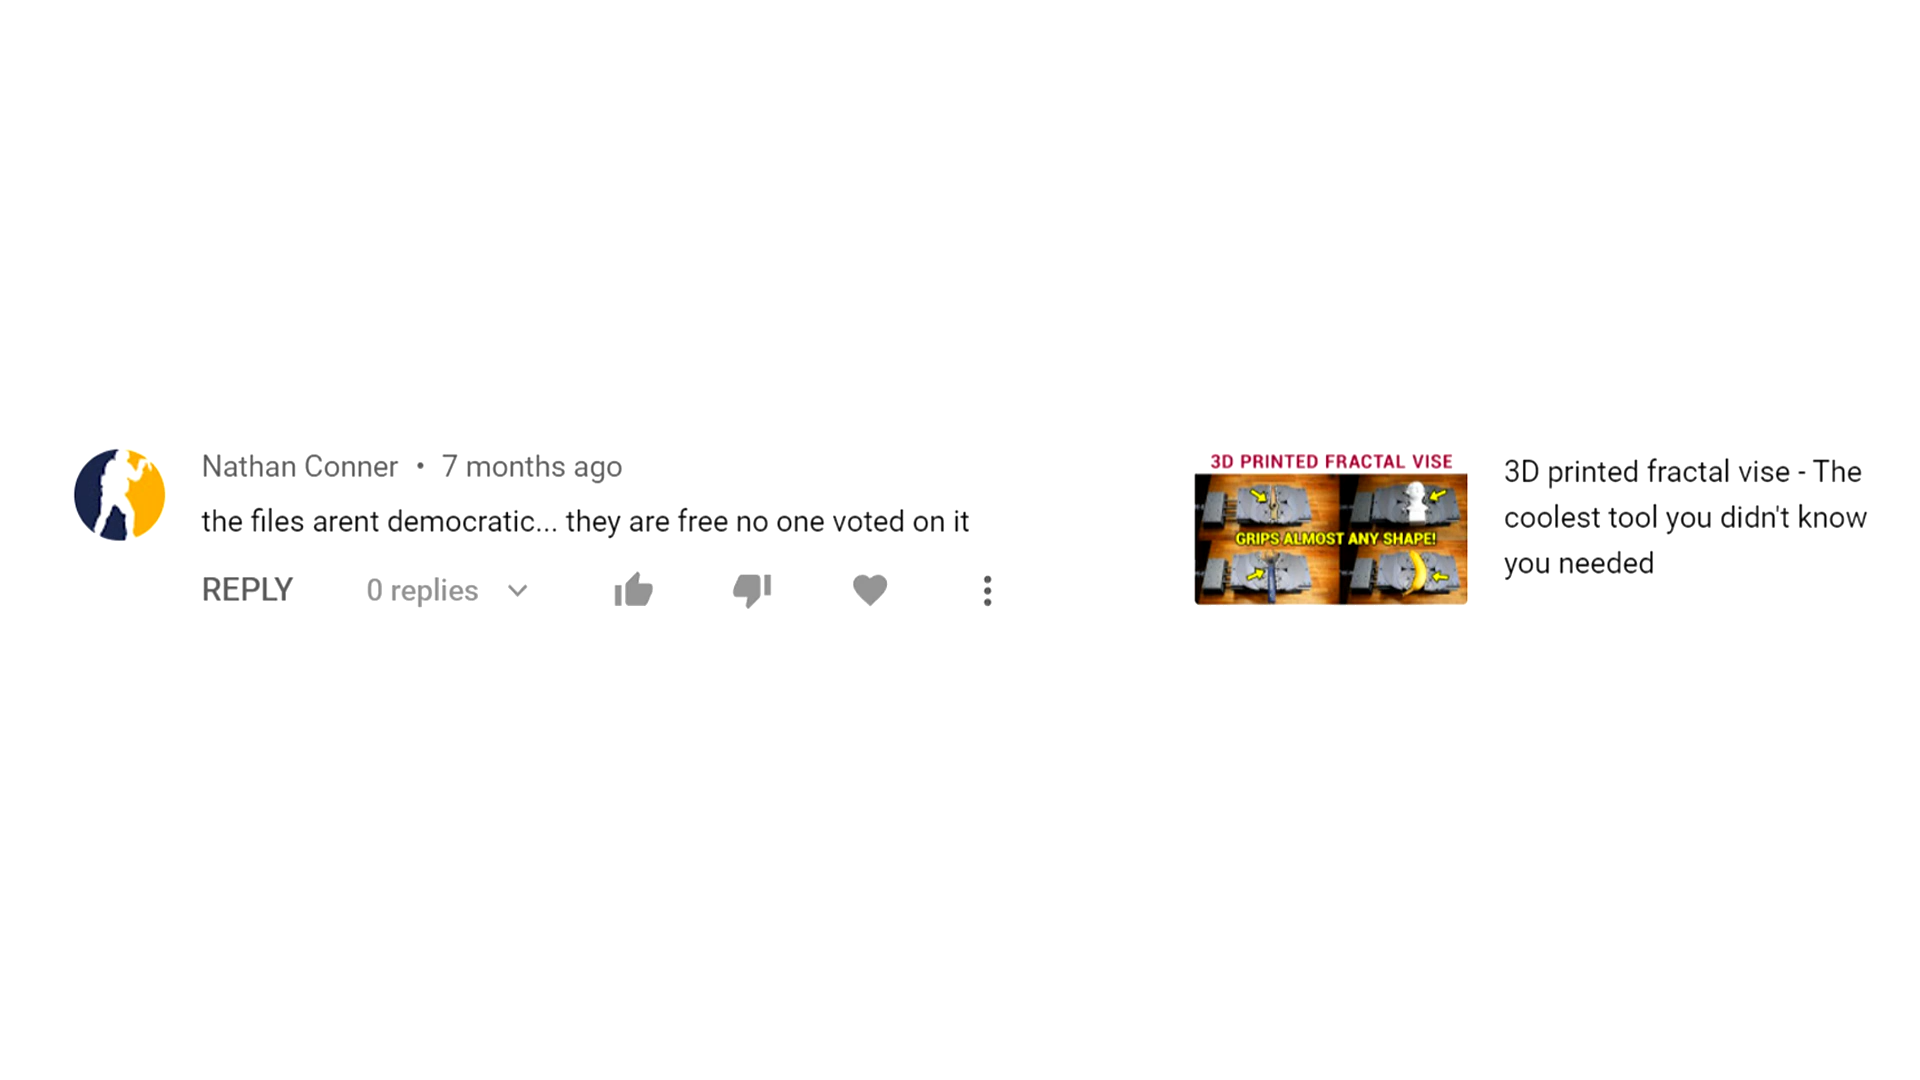 Nathan Conner • 7 months ago
the files arent democratic... they are free no one voted on it
REPLY 0 replies
3D PRINTED FRACTAL VISE
GRIPS ALMOST ANY SHAPE!
3D printed fractal vise - The
coolest tool you didn't know
you needed